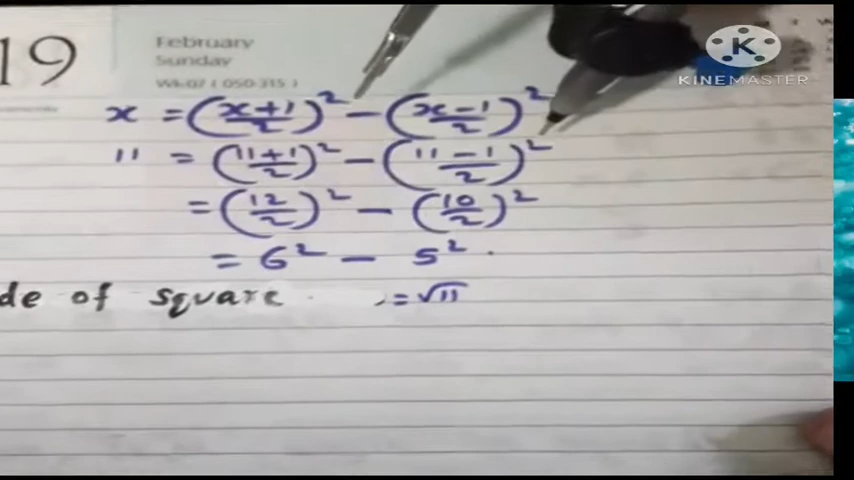 19
February
Sunday
Wk-07 (050-315)
K
KINEMASTER
x = (x+1/2)² - (x-1/2)²
11 = (11+1/2)² - (11-1/2)²
= (12/2)² - (10/2)²
= 6² - 5².
de of square = √11